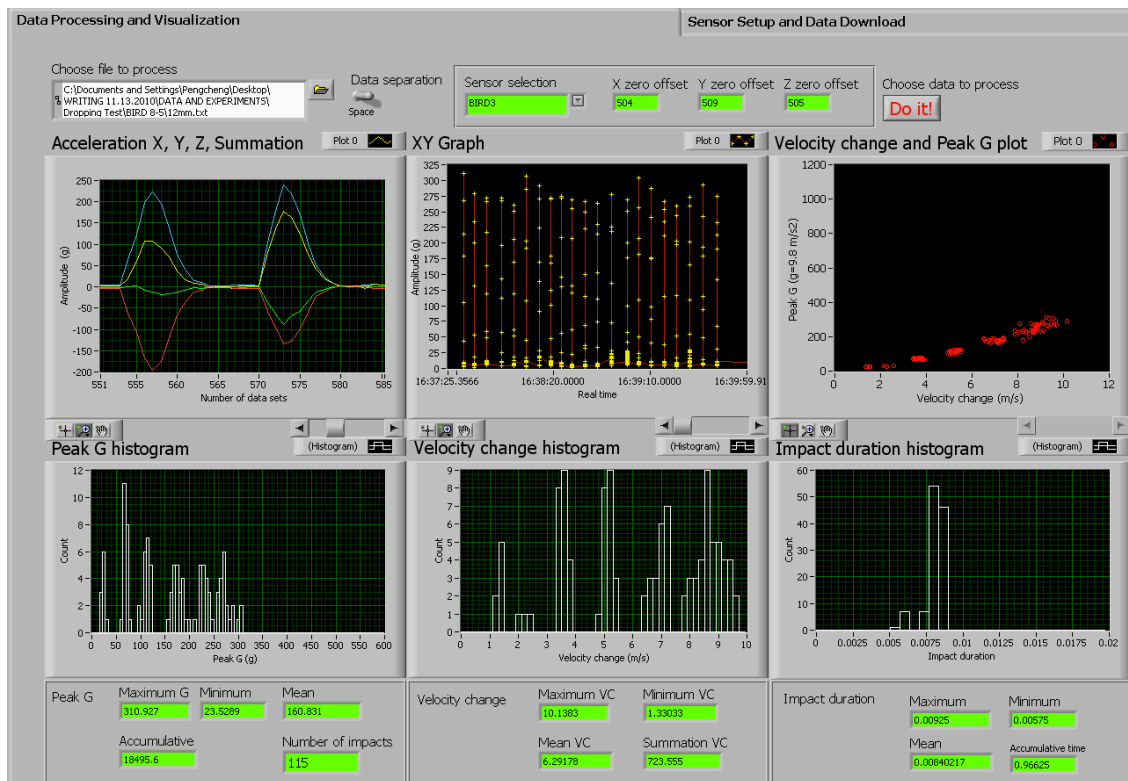 Data Processing and Visualization
Sensor Setup and Data Download
Choose file to process
C:\Documents and Settings\Pengcheng\Desktop\
WRITING 11.13.2010\DATA AND EXPERIMENTS\
Dropping Test\BIRD 8-5\12mm.txt
Data separation
Space
Sensor selection
BIRD3
X zero offset
504
Y zero offset
509
Z zero offset
505
Choose data to process
Do it!
Acceleration X, Y, Z, Summation
Plot 0
250
200
150
100
50
0
-50
-100
-150
-200
Amplitude (g)
551 555 560 565 570 575 580 585
Number of data sets
XY Graph
Plot 0
325
300
275
250
225
200
175
150
125
100
75
50
25
0
Amplitude (g)
16:37:25.3566 16:38:20.0000 16:39:10.0000 16:39:59.91
Real time
Velocity change and Peak G plot
Plot 0
1200
1000
800
600
400
200
0
Peak G (g=9.8 m/s2)
0 2 4 6 8 10 12
Velocity change (m/s)
Peak G histogram
(Histogram)
12
10
8
6
4
2
0
Count
0 50 100 150 200 250 300 350 400 450 500 550 600
Peak G (g)
Velocity change histogram
(Histogram)
9
8
7
6
5
4
3
2
1
0
Count
0 1 2 3 4 5 6 7 8 9 10
Velocity change (m/s)
Impact duration histogram
(Histogram)
60
50
40
30
20
10
0
Count
0 0.0025 0.005 0.0075 0.01 0.0125 0.015 0.0175 0.02
Impact duration
Peak G
Maximum G
310.927
Minimum
23.5289
Mean
160.831
Accumulative
18495.6
Number of impacts
115
Velocity change
Maximum VC
10.1383
Minimum VC
1.33033
Mean VC
6.29178
Summation VC
723.555
Impact duration
Maximum
0.00925
Minimum
0.00575
Mean
0.00840217
Accumulative time
0.96625